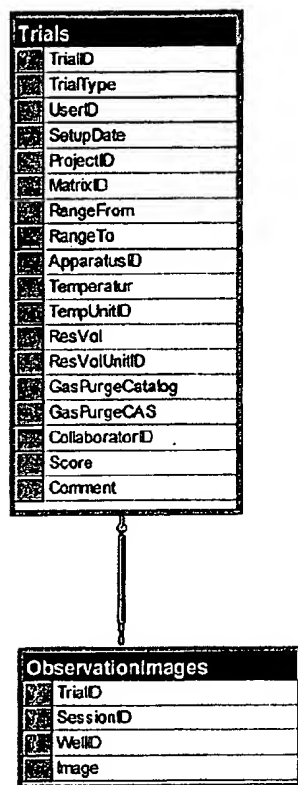 Trials
TrialID
TrialType
UserID
SetupDate
ProjectID
MatrixID
RangeFrom
RangeTo
ApparatusID
Temperatur
TempUnitID
ResVol
ResVolUnitID
GasPurgeCatalog
GasPurgeCAS
CollaboratorID
Score
Comment
ObservationImages
TrialID
SessionID
WellID
Image